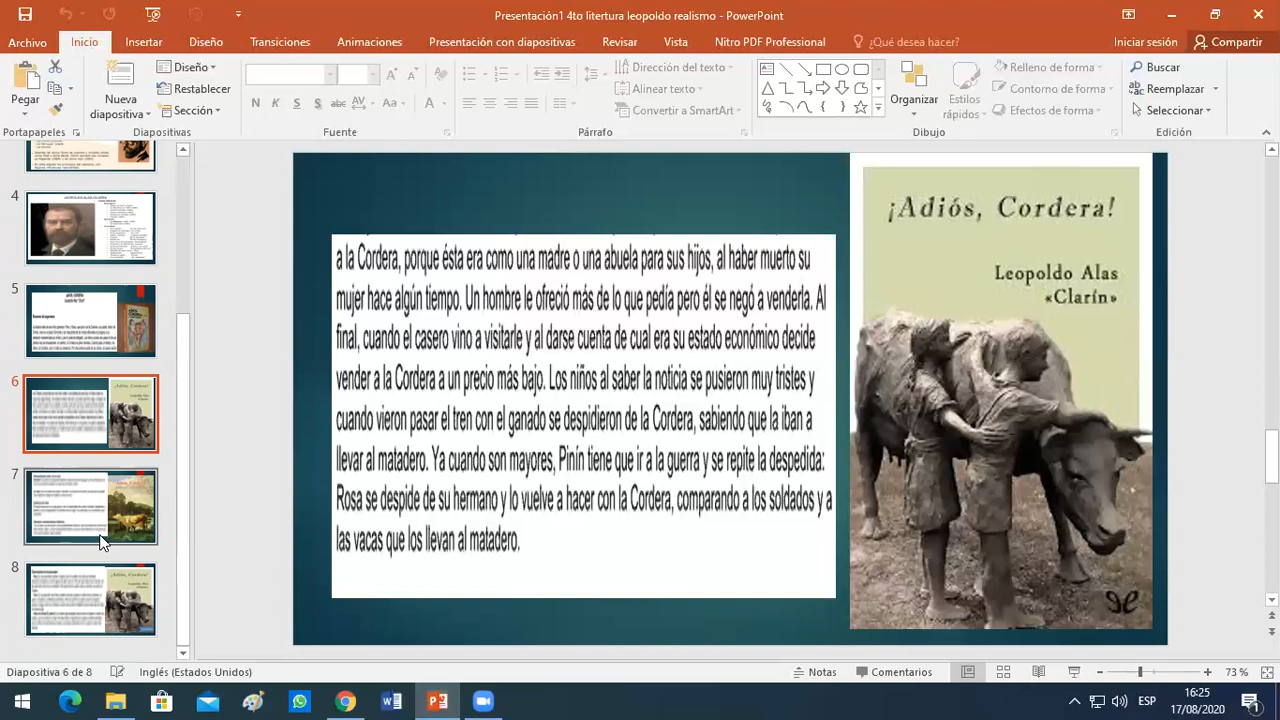 Presentación1 4to litertura leopoldo realismo - PowerPoint
Archivo Inicio Insertar Diseño Transiciones Animaciones Presentación con diapositivas Revisar Vista Nitro PDF Professional ¿Qué desea hacer? Iniciar sesión Compartir
Pegar
Nueva diapositiva
Diseño
Restablecer
Sección
N K S S abc AV Aa A
Dirección del texto
Alinear texto
Convertir a SmartArt
Organizar
Estilos rápidos
Relleno de forma
Contorno de forma
Efectos de forma
Buscar
Reemplazar
Seleccionar
Portapapeles Diapositivas Fuente Párrafo Dibujo Edición
4
5
6
7
8
a la Cordera, porque ésta era como una madre o una abuela para sus hijos, al haber muerto su
mujer hace algún tiempo. Un hombre le ofreció más de lo que pedía pero él se negó a venderla. Al
final, cuando el casero vino a visitarle y al darse cuenta de cual era su estado económico decide
vender a la Cordera a un precio más bajo. Los niños al saber la noticia se pusieron muy tristes y
cuando vieron pasar el tren con el ganado se despidieron de la Cordera, sabiendo que la iban a
llevar al matadero. Ya cuando son mayores, Pinín tiene que ir a la guerra y se repite la despedida:
Rosa se despide de su hermano y lo vuelve a hacer con la Cordera, comparando a los soldados y a
las vacas que los llevan al matadero.
¡Adiós, Cordera!
Leopoldo Alas
«Clarín»
Diapositiva 6 de 8 Inglés (Estados Unidos) Notas Comentarios 73 %
ESP 16:25
17/08/2020